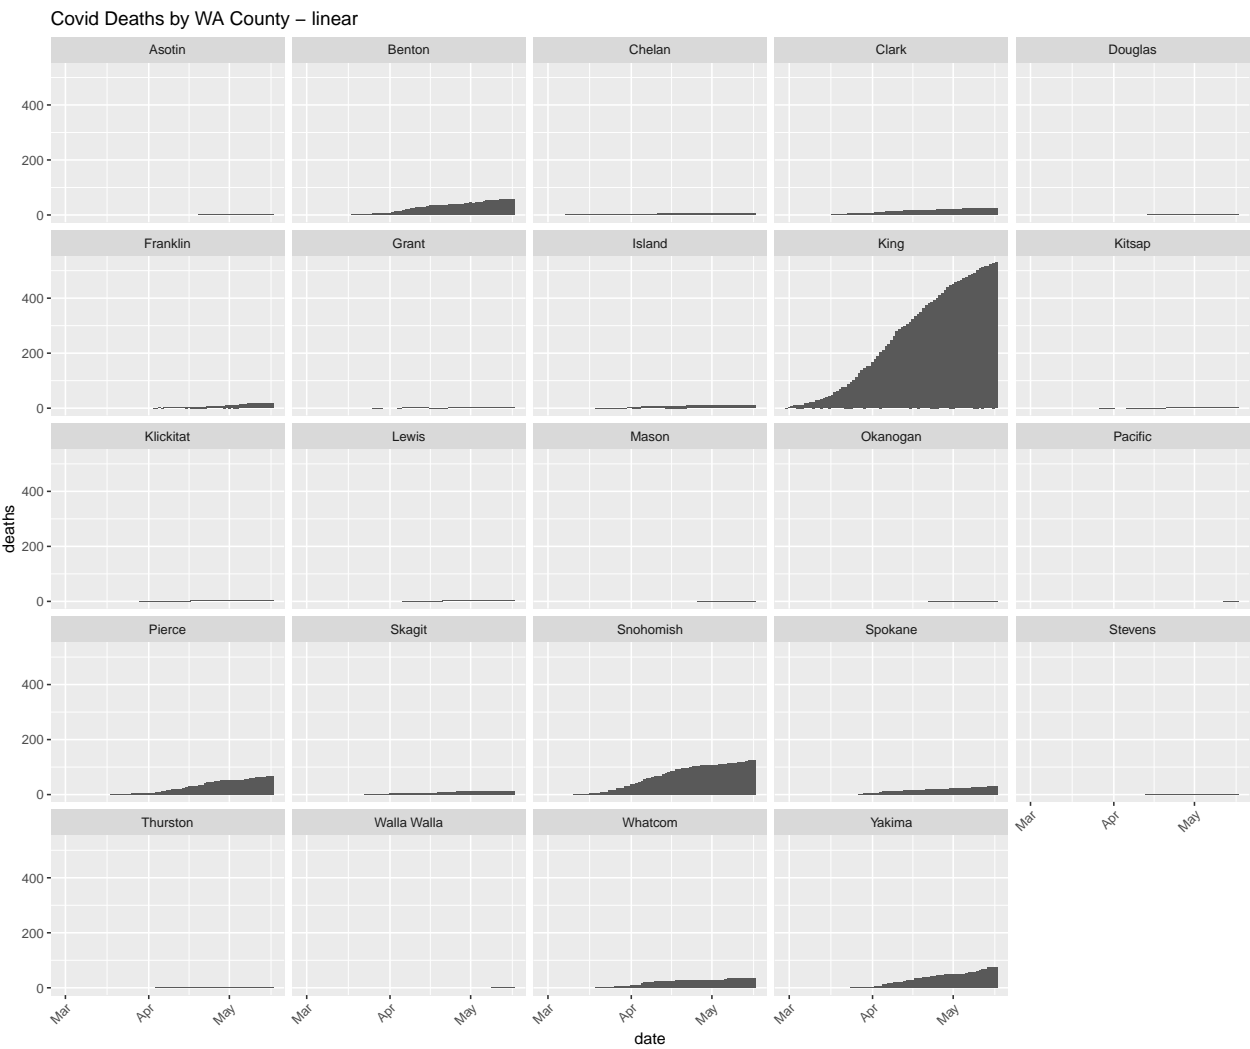 Covid Deaths by WA County – linear
Asotin Benton Chelan Clark Douglas
400
200
0
Franklin Grant Island King Kitsap
400
200
0
Klickitat Lewis Mason Okanogan Pacific
400
200
0
deaths
Pierce Skagit Snohomish Spokane Stevens
400
200
0
Mar Apr May
Thurston Walla Walla Whatcom Yakima
400
200
0
Mar Apr May Mar Apr May Mar Apr May Mar Apr May
date